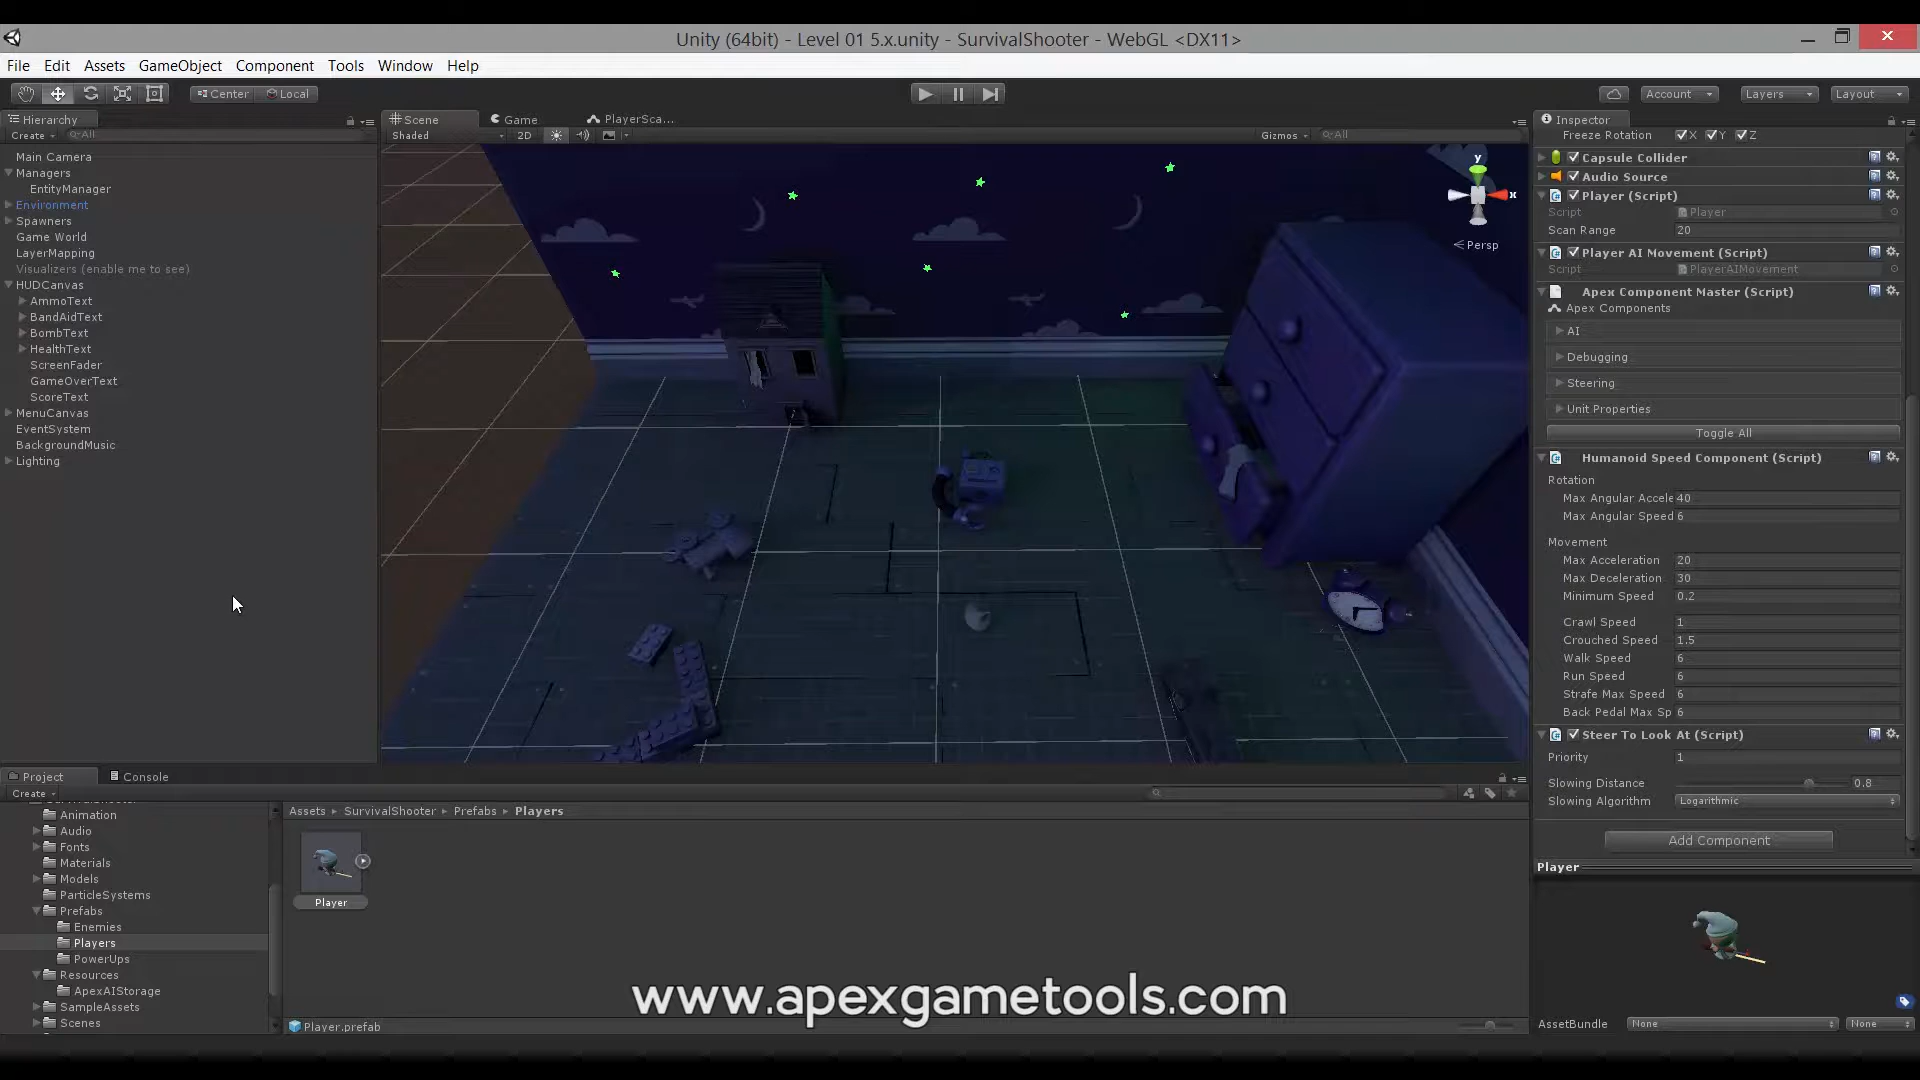 Unity (64bit) - Level 01 5.x.unity - SurvivalShooter - WebGL <DX11>
File Edit Assets GameObject Component Tools Window Help
Center Local
Account Layers Layout
Hierarchy
Create All
Main Camera
Managers
EntityManager
Environment
Spawners
Game World
LayerMapping
Visualizers (enable me to see)
HUDCanvas
AmmoText
BandAidText
BombText
HealthText
ScreenFader
GameOverText
ScoreText
MenuCanvas
EventSystem
BackgroundMusic
Lighting
Scene Game PlayerSca...
Shaded 2D Gizmos All
y
x
Persp
Inspector
Freeze Rotation X Y Z
Capsule Collider
Audio Source
Player (Script)
Script Player
Scan Range 20
Player AI Movement (Script)
Script PlayerAIMovement
Apex Component Master (Script)
Apex Components
AI
Debugging
Steering
Unit Properties
Toggle All
Humanoid Speed Component (Script)
Rotation
Max Angular Accele 40
Max Angular Speed 6
Movement
Max Acceleration 20
Max Deceleration 30
Minimum Speed 0.2
Crawl Speed 1
Crouched Speed 1.5
Walk Speed 6
Run Speed 6
Strafe Max Speed 6
Back Pedal Max Sp 6
Steer To Look At (Script)
Priority 1
Slowing Distance 0.8
Slowing Algorithm Logarithmic
Add Component
Player
AssetBundle None None
Project Console
Create
Animation
Audio
Fonts
Materials
Models
ParticleSystems
Prefabs
Enemies
Players
PowerUps
Resources
ApexAIStorage
SampleAssets
Scenes
Assets SurvivalShooter Prefabs Players
Player
Player.prefab
www.apexgametools.com